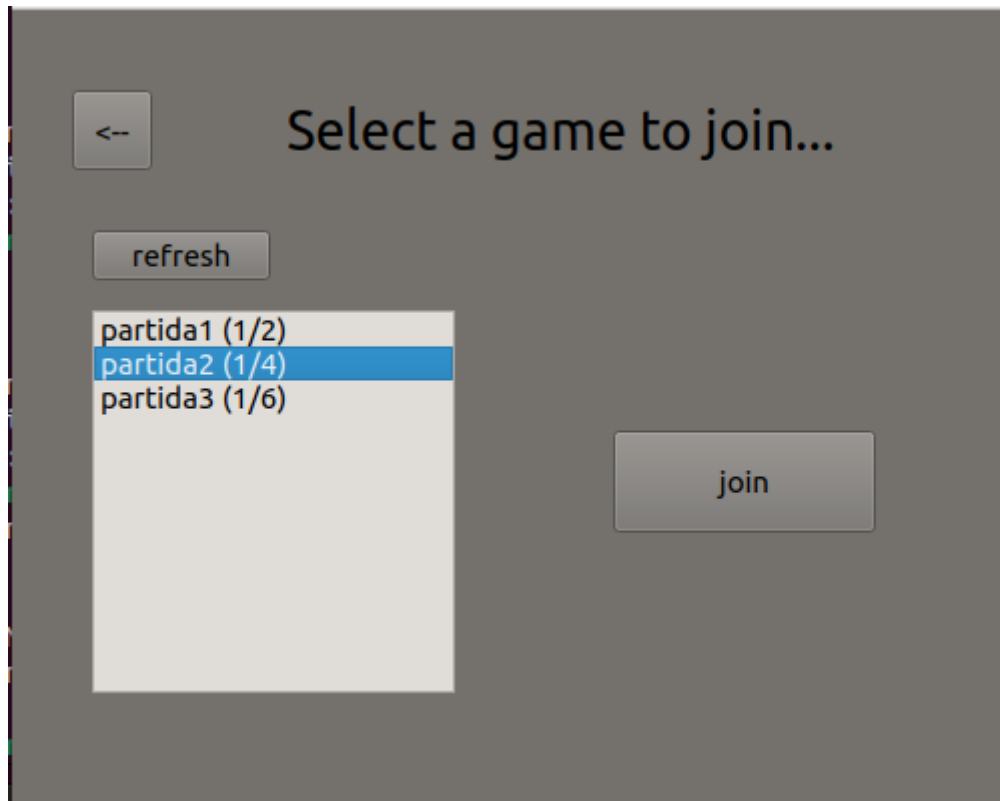 <-- Select a game to join...
refresh
partida1 (1/2)
partida2 (1/4)
partida3 (1/6)
join